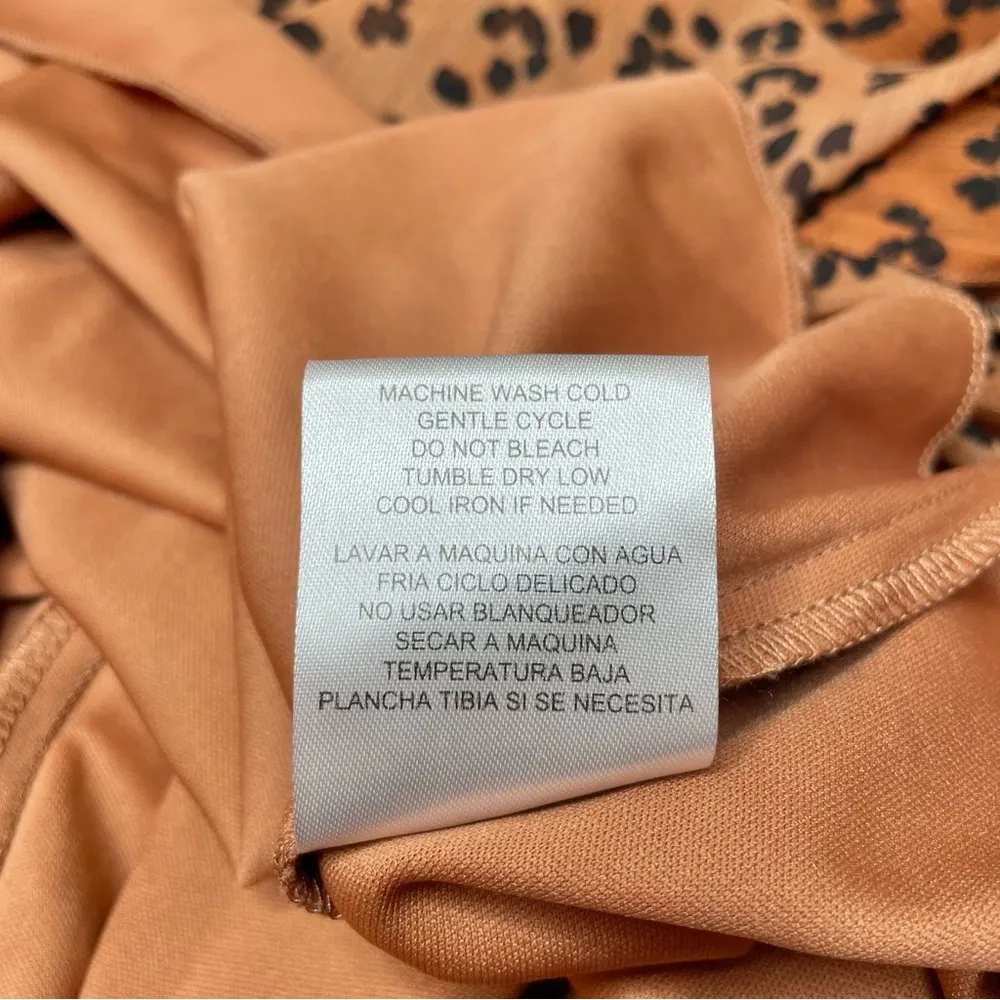 MACHINE WASH COLD
GENTLE CYCLE
DO NOT BLEACH
TUMBLE DRY LOW
COOL IRON IF NEEDED
LAVAR A MAQUINA CON AGUA
FRIA CICLO DELICADO
NO USAR BLANQUEADOR
SECAR A MAQUINA
TEMPERATURA BAJA
PLANCHA TIBIA SI SE NECESITA